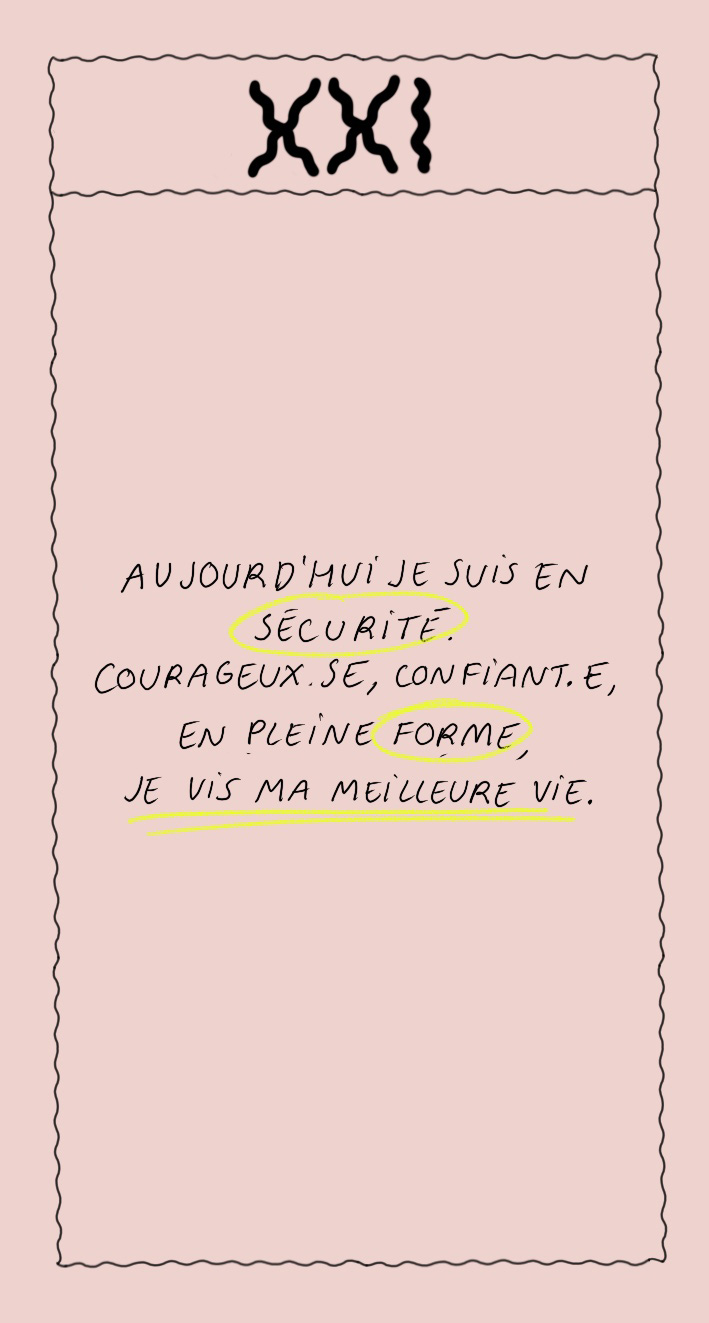 XXI
AUJOURD'HUI JE SUIS EN
SÉCURITÉ.
COURAGEUX.SE, CONFIANT.E,
EN PLEINE FORME,
JE VIS MA MEILLEURE VIE.